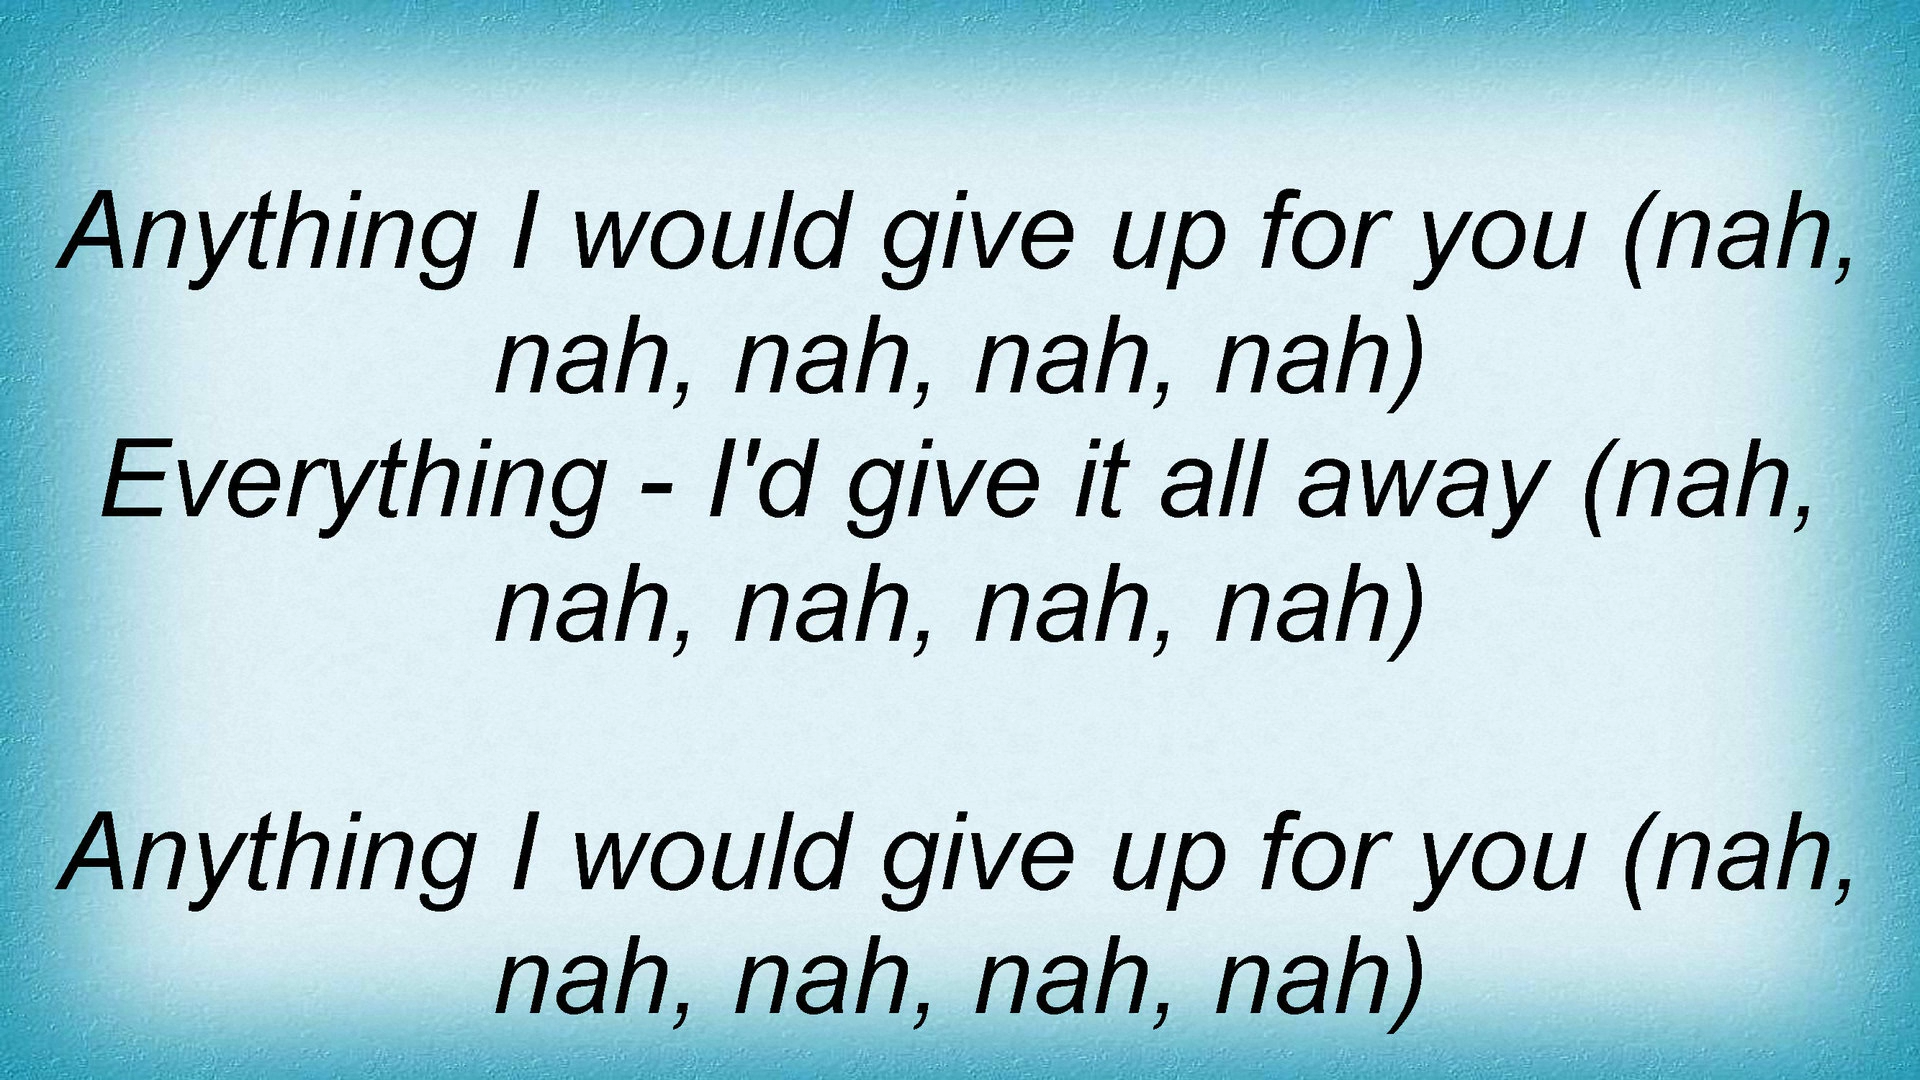 Anything I would give up for you (nah,
nah, nah, nah, nah)
Everything - I'd give it all away (nah,
nah, nah, nah, nah)
Anything I would give up for you (nah,
nah, nah, nah, nah)